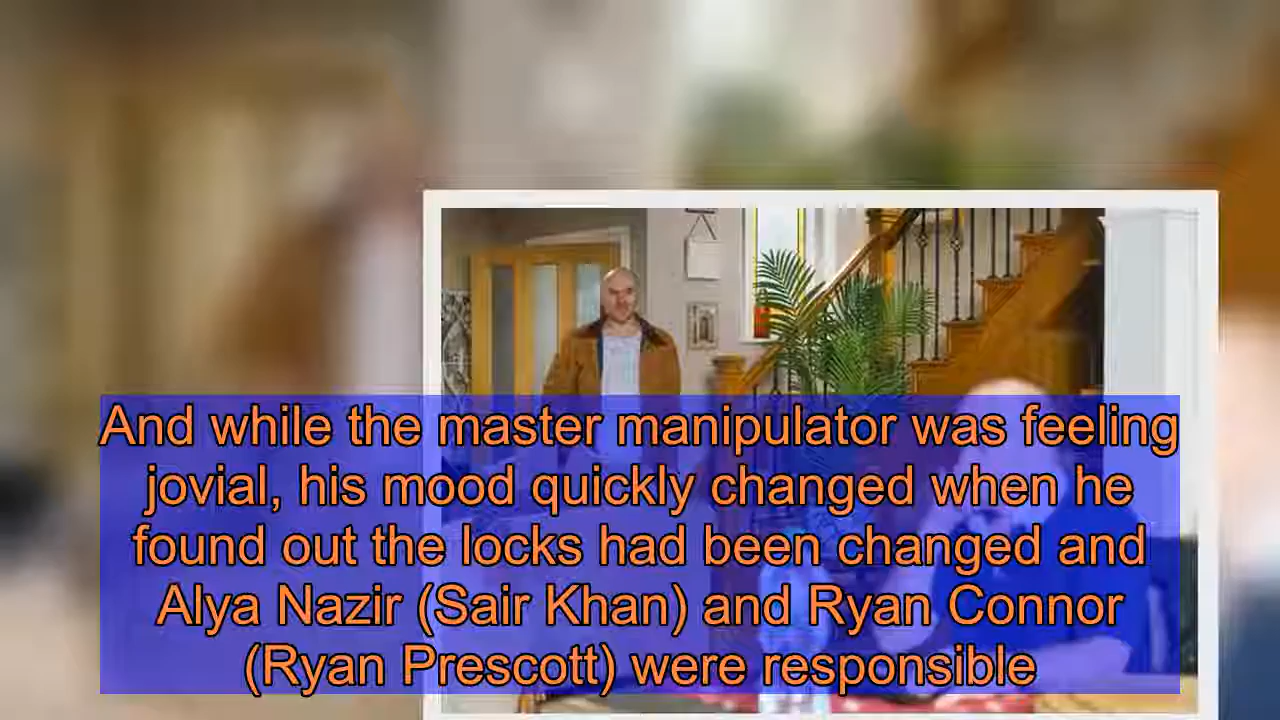 And while the master manipulator was feeling
jovial, his mood quickly changed when he
found out the locks had been changed and
Alya Nazir (Sair Khan) and Ryan Connor
(Ryan Prescott) were responsible